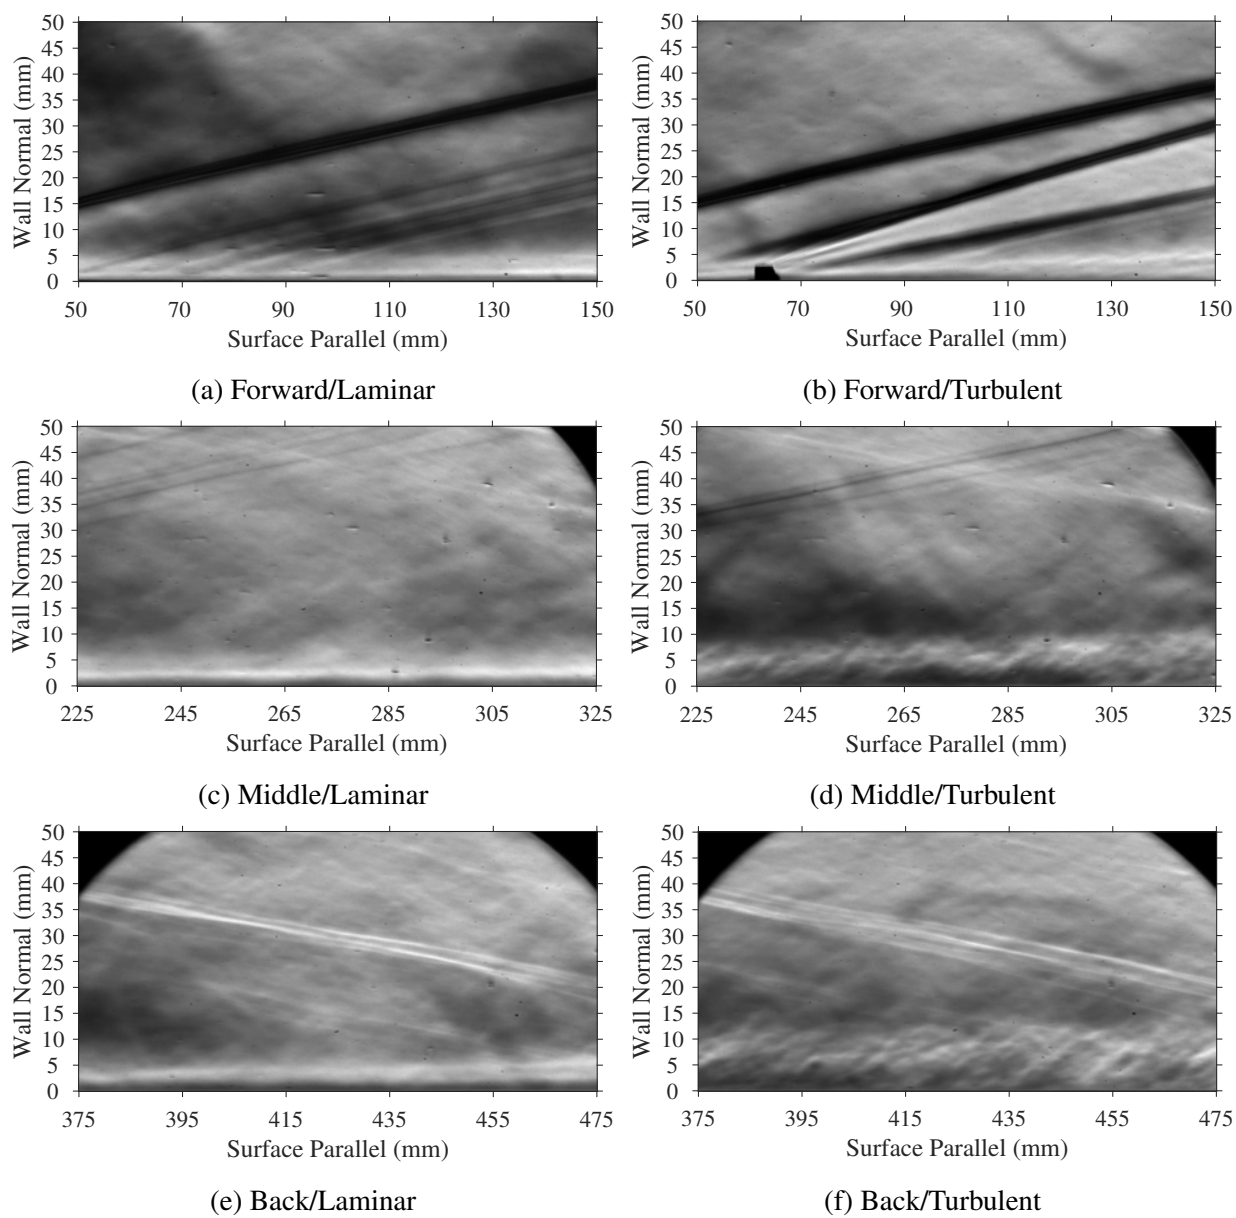 50
45
40
35
30
25
20
15
10
5
0
Wall Normal (mm)
50 70 90 110 130 150
Surface Parallel (mm)
(a) Forward/Laminar
50
45
40
35
30
25
20
15
10
5
0
Wall Normal (mm)
50 70 90 110 130 150
Surface Parallel (mm)
(b) Forward/Turbulent
50
45
40
35
30
25
20
15
10
5
0
Wall Normal (mm)
225 245 265 285 305 325
Surface Parallel (mm)
(c) Middle/Laminar
50
45
40
35
30
25
20
15
10
5
0
Wall Normal (mm)
225 245 265 285 305 325
Surface Parallel (mm)
(d) Middle/Turbulent
50
45
40
35
30
25
20
15
10
5
0
Wall Normal (mm)
375 395 415 435 455 475
Surface Parallel (mm)
(e) Back/Laminar
50
45
40
35
30
25
20
15
10
5
0
Wall Normal (mm)
375 395 415 435 455 475
Surface Parallel (mm)
(f) Back/Turbulent